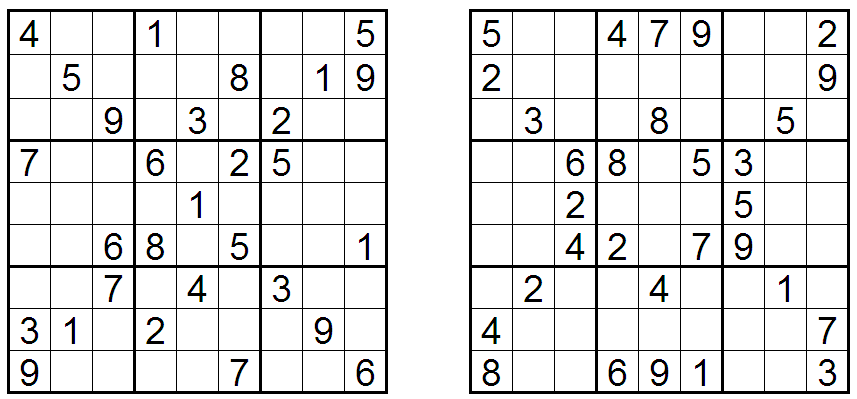 4 1 5 5 4 7 9 2
5 8 1 9 2 9
9 3 2 3 8 5
7 6 2 5 6 8 5 3
1 2 5
6 8 5 1 4 2 7 9
7 4 3 2 4 1
3 1 2 9 4 7
9 7 6 8 6 9 1 3